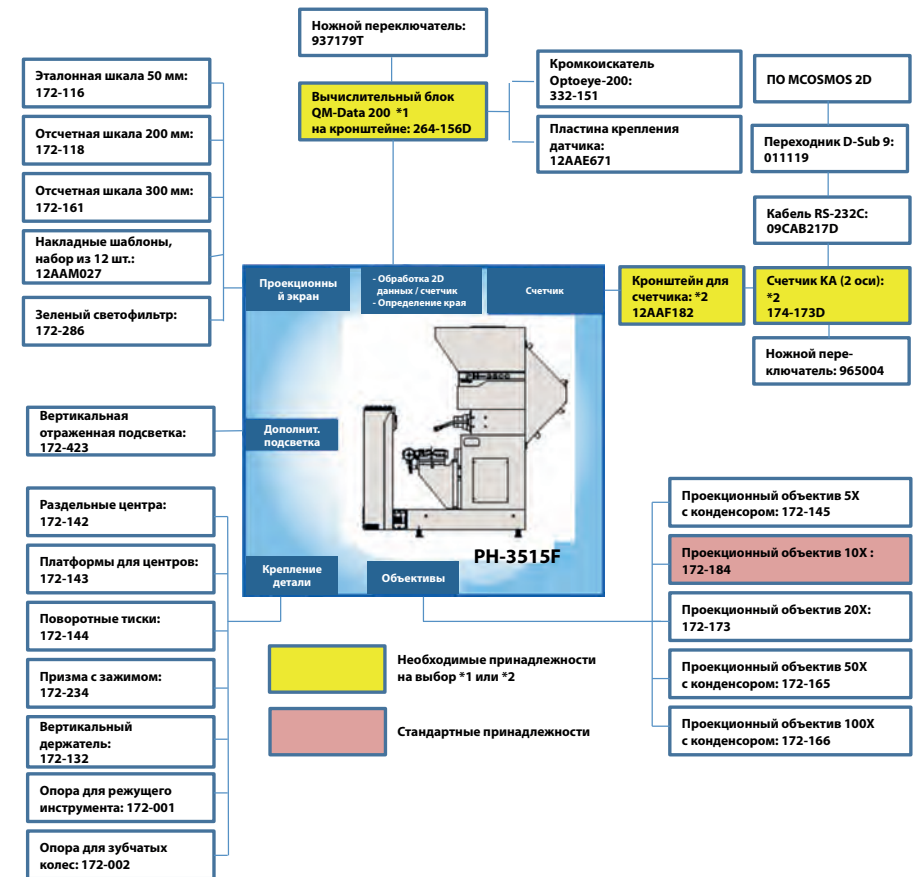 Ножной переключатель:
937179T
Вычислительный блок
QM-Data 200 *1
на кронштейне: 264-156D
Кромкоискатель
Optoeye-200:
332-151
Пластина крепления
датчика:
12AAE671
ПО MCOSMOS 2D
Переходник D-Sub 9:
011119
Кабель RS-232C:
09CAB217D
Счетчик KA (2 оси):
*2
174-173D
Кронштейн для
счетчика: *2
12AAF182
Ножной пере-
ключатель: 965004
Эталонная шкала 50 мм:
172-116
Отсчетная шкала 200 мм:
172-118
Отсчетная шкала 300 мм:
172-161
Накладные шаблоны,
набор из 12 шт.:
12AAM027
Зеленый светофильтр:
172-286
Проекционны
й экран
- Обработка 2D
данных / счетчик
- Определение края
Счетчик
Вертикальная
отраженная подсветка:
172-423
Дополнит.
подсветка
PH-3515F
Крепление
детали
Объективы
Раздельные центра:
172-142
Платформы для центров:
172-143
Поворотные тиски:
172-144
Призма с зажимом:
172-234
Вертикальный
держатель:
172-132
Опора для режущего
инструмента: 172-001
Опора для зубчатых
колес: 172-002
Необходимые принадлежности
на выбор *1 или *2
Стандартные принадлежности
Проекционный объектив 5X
с конденсором: 172-145
Проекционный объектив 10X :
172-184
Проекционный объектив 20X:
172-173
Проекционный объектив 50X
с конденсором: 172-165
Проекционный объектив 100X
с конденсором: 172-166